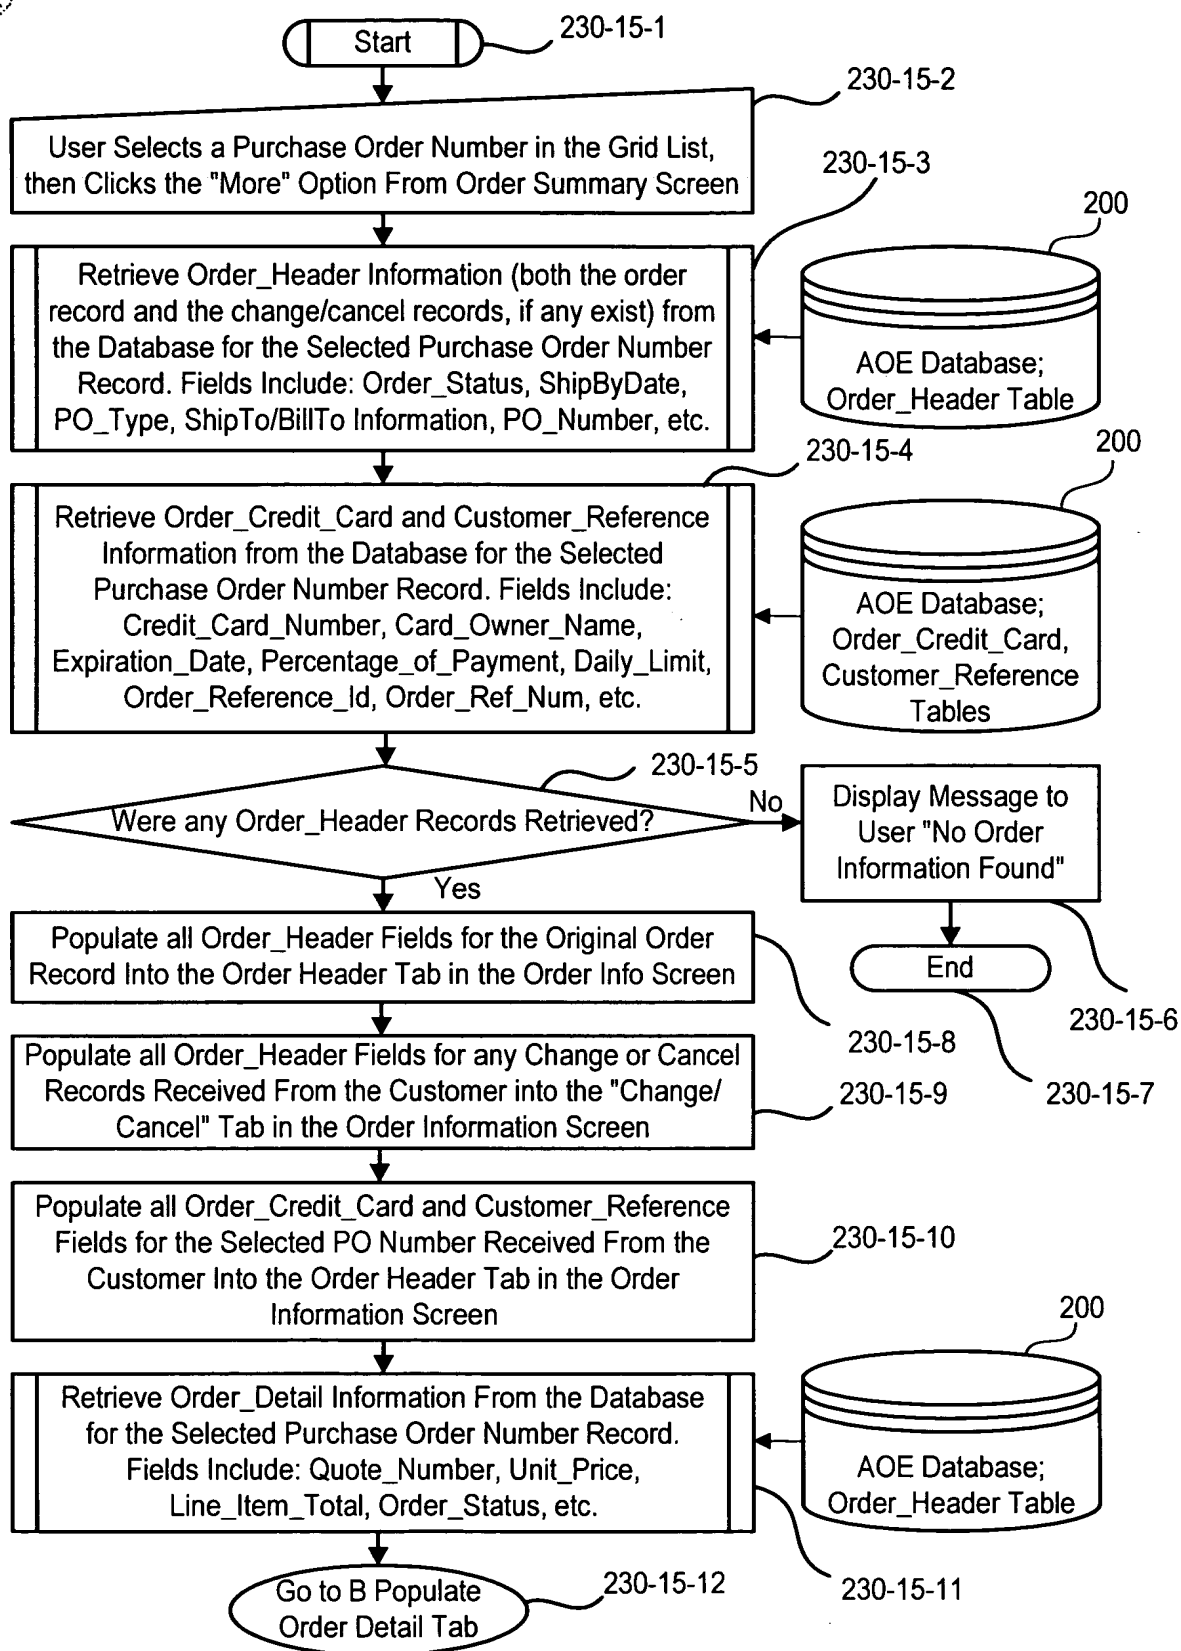 Start
230-15-1
230-15-2
User Selects a Purchase Order Number in the Grid List,
then Clicks the "More" Option From Order Summary Screen
230-15-3
200
Retrieve Order_Header Information (both the order
record and the change/cancel records, if any exist) from
the Database for the Selected Purchase Order Number
Record. Fields Include: Order_Status, ShipByDate,
PO_Type, ShipTo/BillTo Information, PO_Number, etc.
AOE Database;
Order_Header Table
230-15-4
200
Retrieve Order_Credit_Card and Customer_Reference
Information from the Database for the Selected
Purchase Order Number Record. Fields Include:
Credit_Card_Number, Card_Owner_Name,
Expiration_Date, Percentage_of_Payment, Daily_Limit,
Order_Reference_Id, Order_Ref_Num, etc.
AOE Database;
Order_Credit_Card,
Customer_Reference
Tables
230-15-5
Were any Order_Header Records Retrieved?
No
Display Message to
User "No Order
Information Found"
Yes
End
230-15-6
230-15-7
Populate all Order_Header Fields for the Original Order
Record Into the Order Header Tab in the Order Info Screen
230-15-8
Populate all Order_Header Fields for any Change or Cancel
Records Received From the Customer into the "Change/
Cancel" Tab in the Order Information Screen
230-15-9
Populate all Order_Credit_Card and Customer_Reference
Fields for the Selected PO Number Received From the
Customer Into the Order Header Tab in the Order
Information Screen
230-15-10
200
Retrieve Order_Detail Information From the Database
for the Selected Purchase Order Number Record.
Fields Include: Quote_Number, Unit_Price,
Line_Item_Total, Order_Status, etc.
AOE Database;
Order_Header Table
230-15-11
Go to B Populate
Order Detail Tab
230-15-12